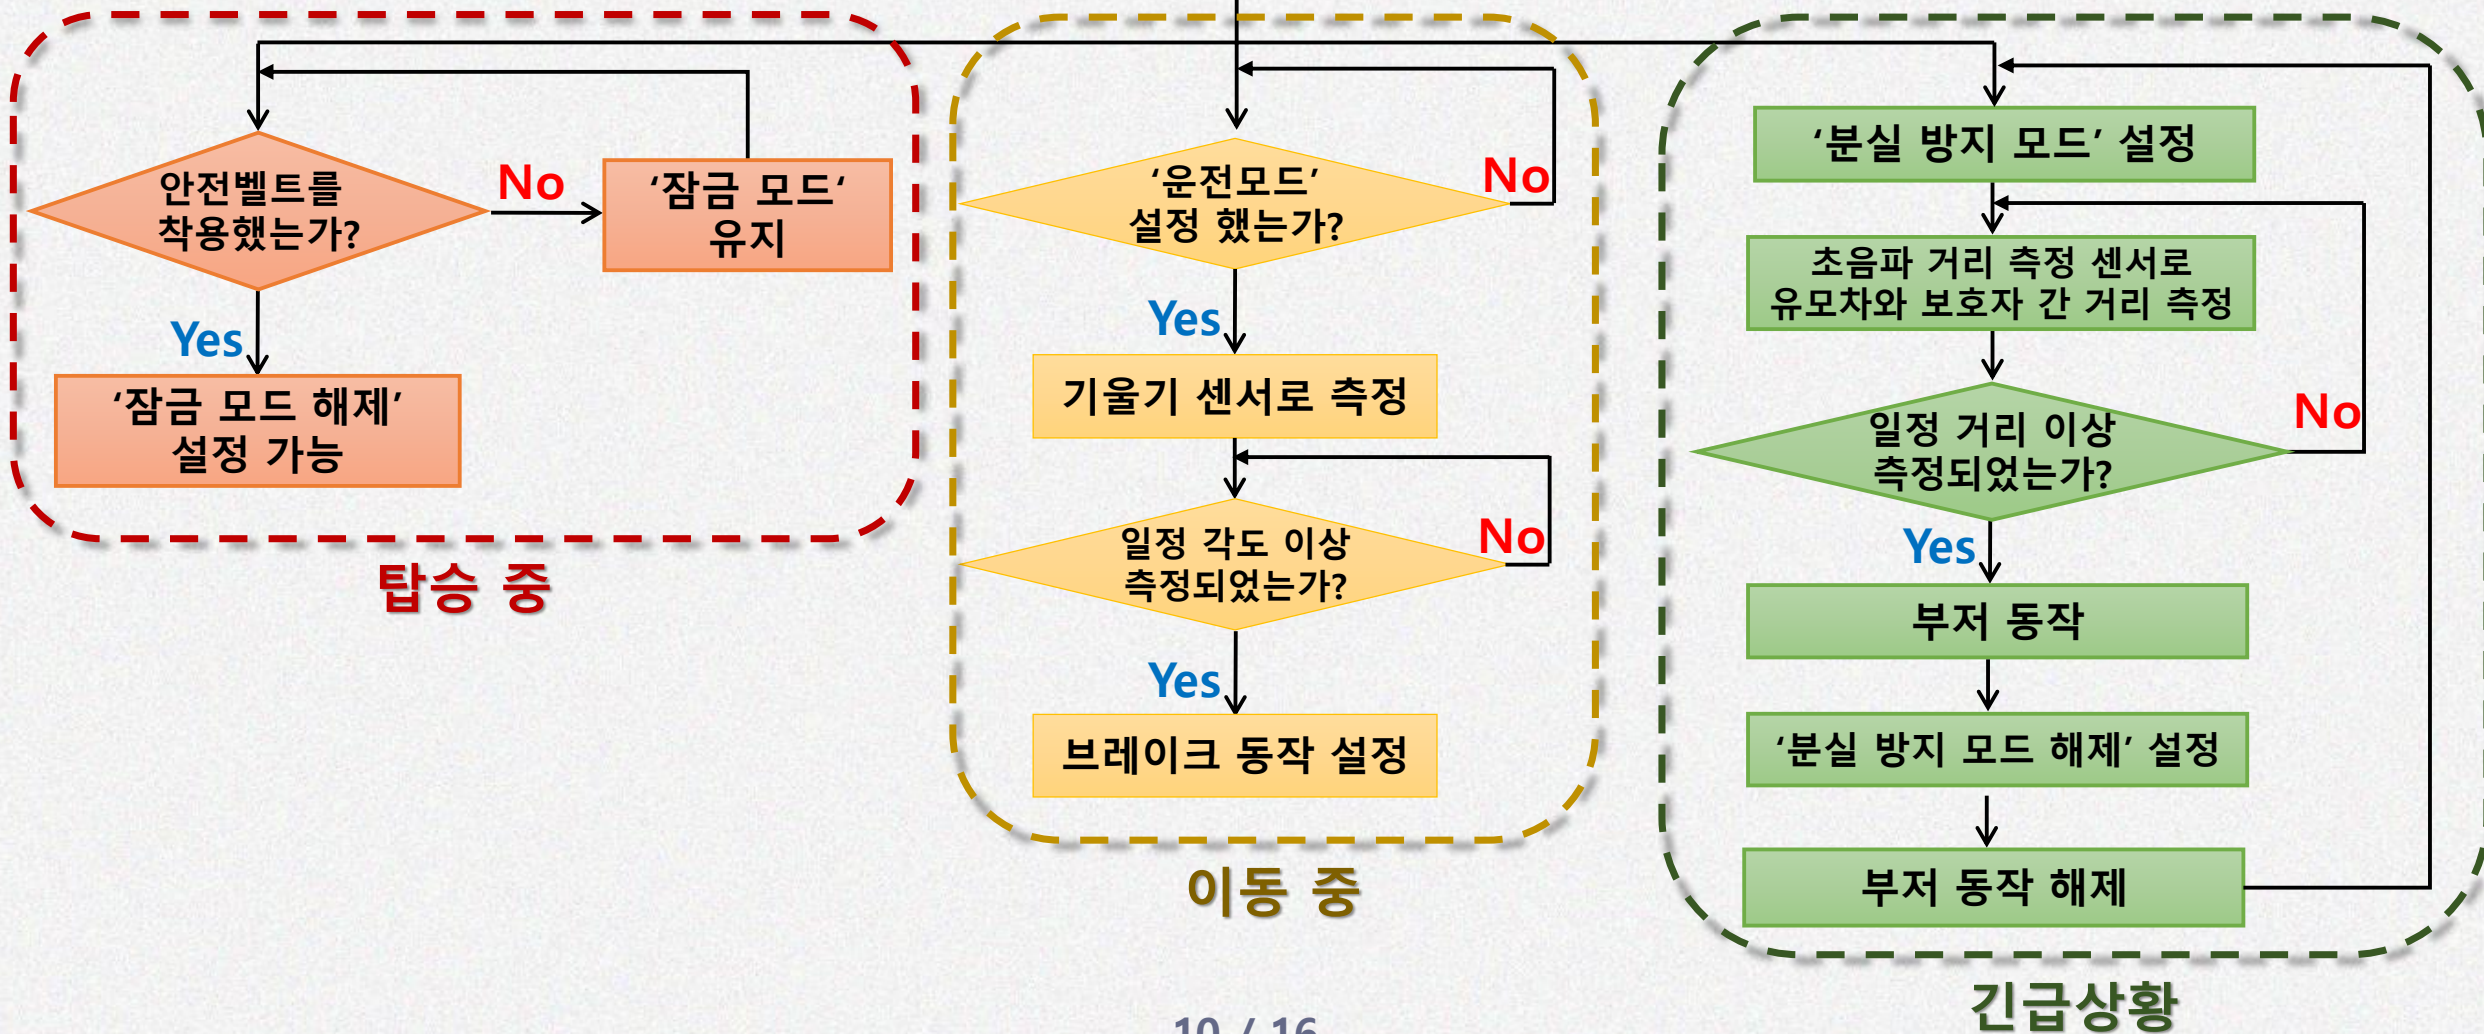 안전벨트를
착용했는가?
No
‘잠금 모드‘
유지
Yes
‘잠금 모드 해제’
설정 가능
탑승 중
‘운전모드’
설정 했는가?
No
Yes
기울기 센서로 측정
일정 각도 이상
측정되었는가?
No
Yes
브레이크 동작 설정
이동 중
‘분실 방지 모드’ 설정
초음파 거리 측정 센서로
유모차와 보호자 간 거리 측정
일정 거리 이상
측정되었는가?
No
Yes
부저 동작
‘분실 방지 모드 해제’ 설정
부저 동작 해제
긴급상황
10 / 16